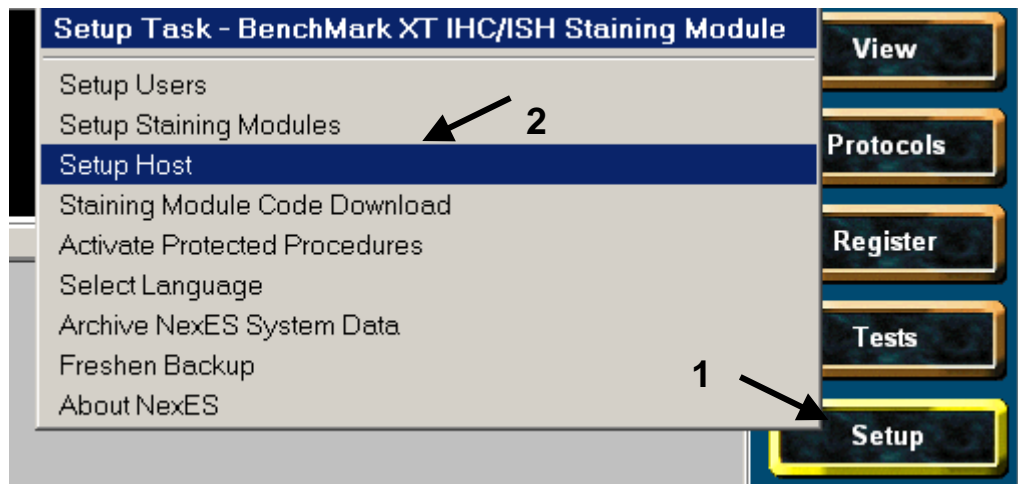 Setup Task - BenchMark XT IHC/ISH Staining Module
Setup Users
Setup Staining Modules
2
Setup Host
Staining Module Code Download
Activate Protected Procedures
Select Language
Archive NexES System Data
Freshen Backup
About NexES
1
View
Protocols
Register
Tests
Setup